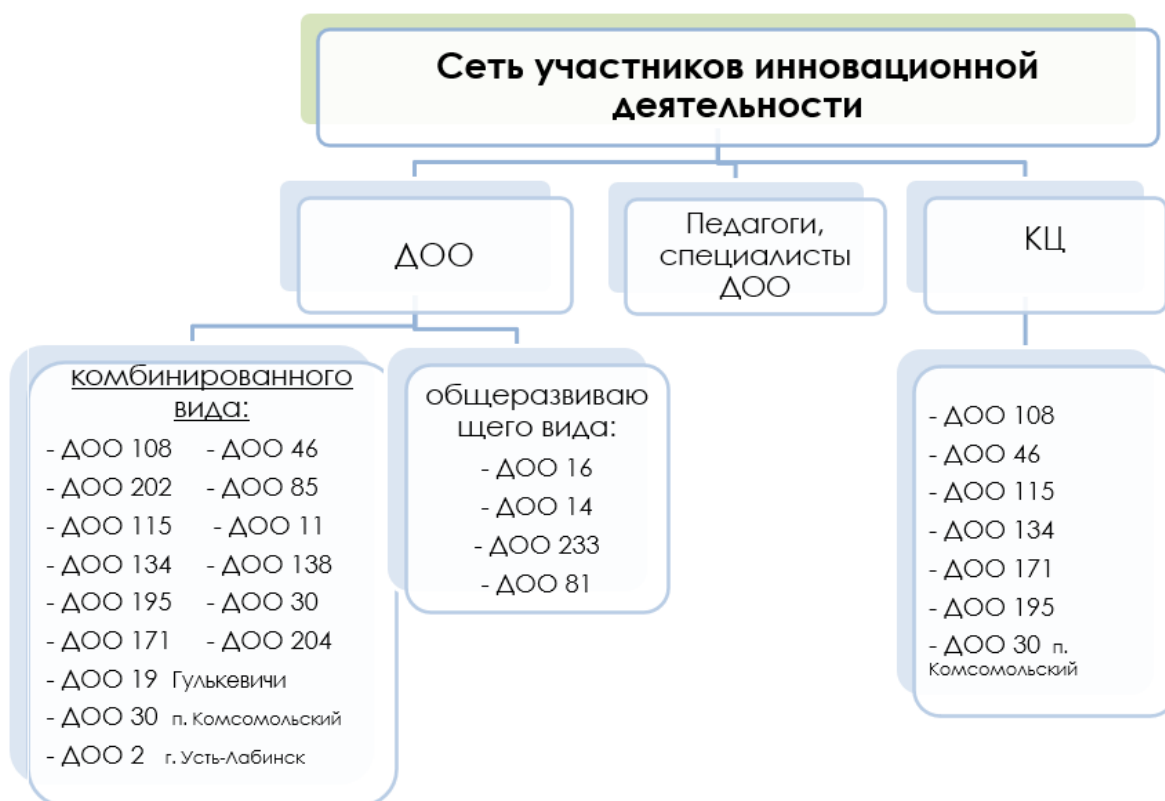 Сеть участников инновационной
деятельности
ДОО
Педагоги,
специалисты
ДОО
КЦ
комбинированного
вида:
- ДОО 108 - ДОО 46
- ДОО 202 - ДОО 85
- ДОО 115 - ДОО 11
- ДОО 134 - ДОО 138
- ДОО 195 - ДОО 30
- ДОО 171 - ДОО 204
- ДОО 19 Гулькевичи
- ДОО 30 п. Комсомольский
- ДОО 2 г. Усть-Лабинск
общеразвиваю
щего вида:
- ДОО 16
- ДОО 14
- ДОО 233
- ДОО 81
- ДОО 108
- ДОО 46
- ДОО 115
- ДОО 134
- ДОО 171
- ДОО 195
- ДОО 30 п.
Комсомольский